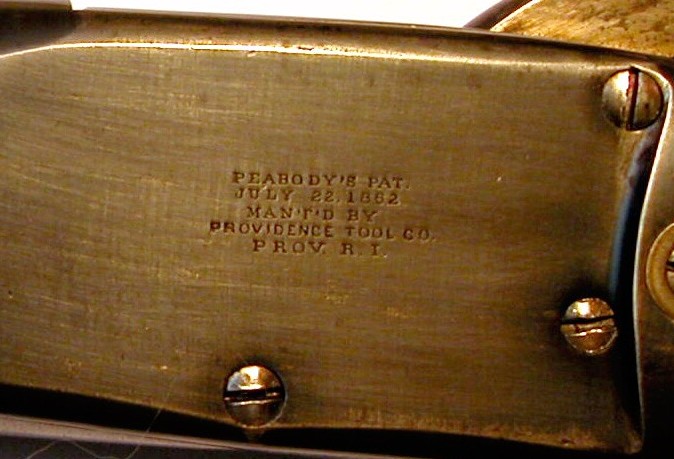 PEABODY'S PAT.
JULY 22, 1862
MAN'F'D BY
PROVIDENCE TOOL CO.
PROV. R. I.